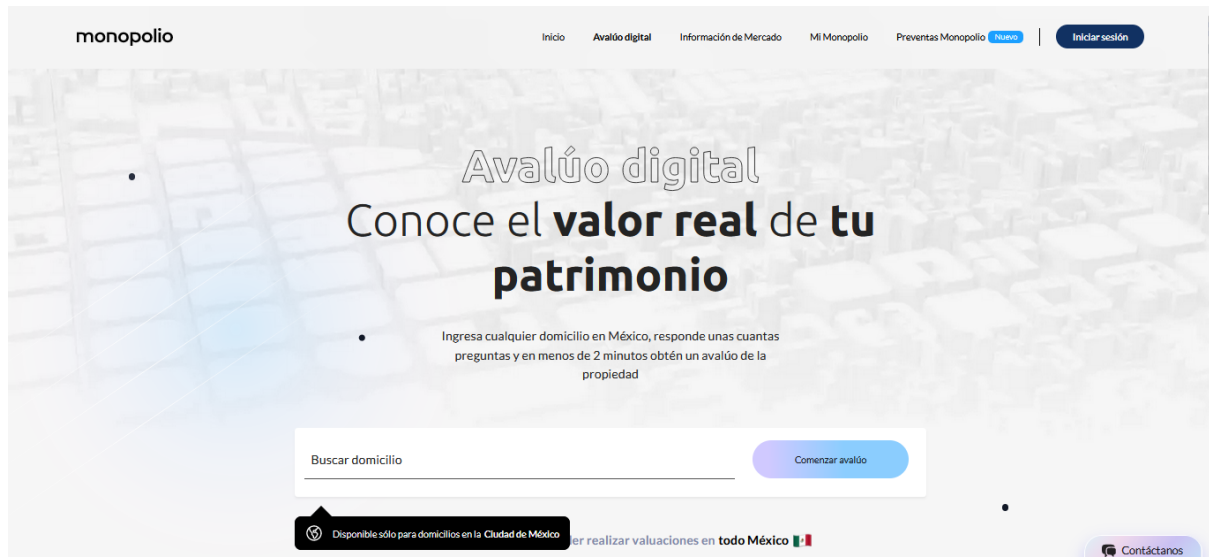 monopolio
Inicio
Avalúo digital
Información de Mercado
Mi Monopolio
Preventas Monopolio Nuevo
Iniciar sesión
Avalúo digital
Conoce el valor real de tu
patrimonio
Ingresa cualquier domicilio en México, responde unas cuantas
preguntas y en menos de 2 minutos obtén un avalúo de la
propiedad
Buscar domicilio
Comenzar avalúo
Disponible sólo para domicilios en la Ciudad de México
realizar valuaciones en todo México
Contáctanos